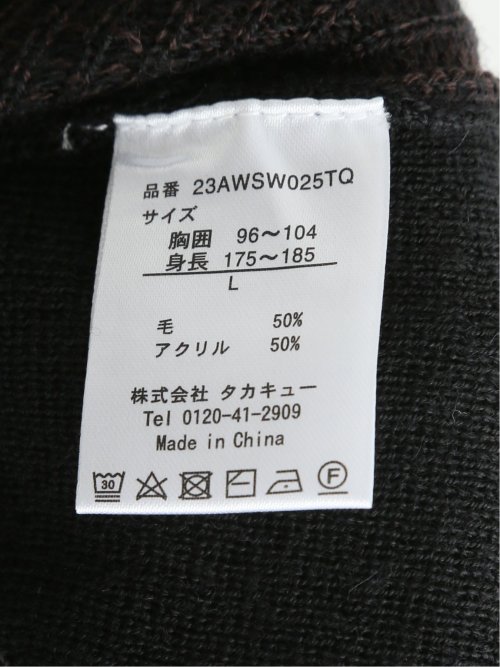 品番 23AWSW025TQ
サイズ
胸囲 96～104
身長 175～185
L
毛 50%
アクリル 50%
株式会社 タカキュー
Tel 0120-41-2909
Made in China
30 F